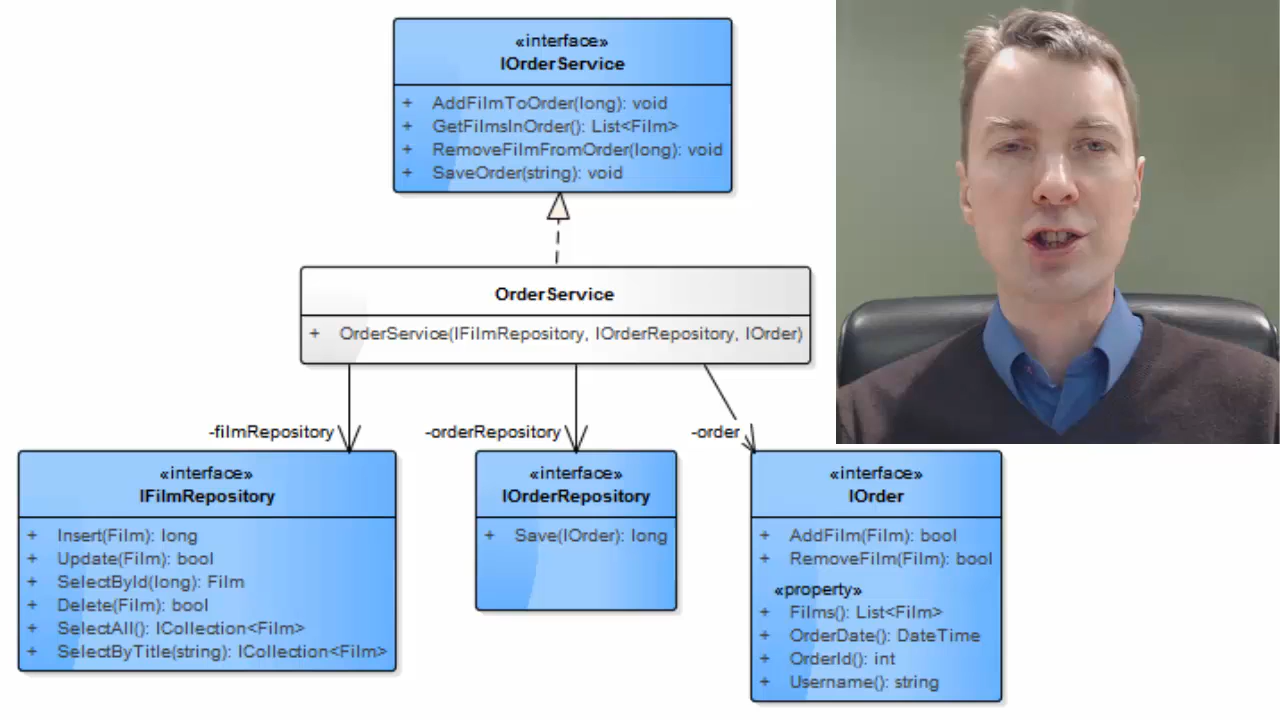 «interface»
IOrderService
+ AddFilmToOrder(long): void
+ GetFilmsInOrder(): List<Film>
+ RemoveFilmFromOrder(long): void
+ SaveOrder(string): void
OrderService
+ OrderService(IFilmRepository, IOrderRepository, IOrder)
-filmRepository
-orderRepository
-order
«interface»
IFilmRepository
+ Insert(Film): long
+ Update(Film): bool
+ SelectById(long): Film
+ Delete(Film): bool
+ SelectAll(): ICollection<Film>
+ SelectByTitle(string): ICollection<Film>
«interface»
IOrderRepository
+ Save(IOrder): long
«interface»
IOrder
+ AddFilm(Film): bool
+ RemoveFilm(Film): bool
«property»
+ Films(): List<Film>
+ OrderDate(): DateTime
+ OrderId(): int
+ Username(): string